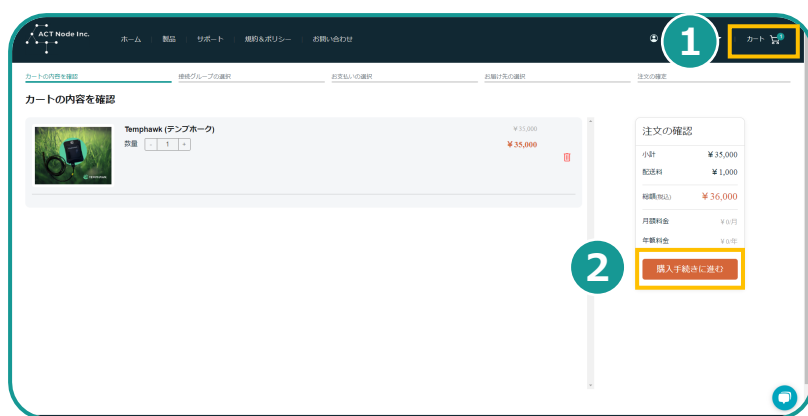 ACT Node Inc.
ホーム 製品 サポート 規約&ポリシー お問い合わせ
1
カート
カートの内容を確認 接続グループの選択 お支払いの選択 お届け先の選択 注文の確定
カートの内容を確認
Temphawk (テンプホーク)
数量 - 1 +
¥35,000
¥35,000
注文の確認
小計 ¥35,000
配送料 ¥1,000
総額(税込) ¥36,000
月額料金 ¥0/月
年額料金 ¥0/年
2
購入手続きに進む